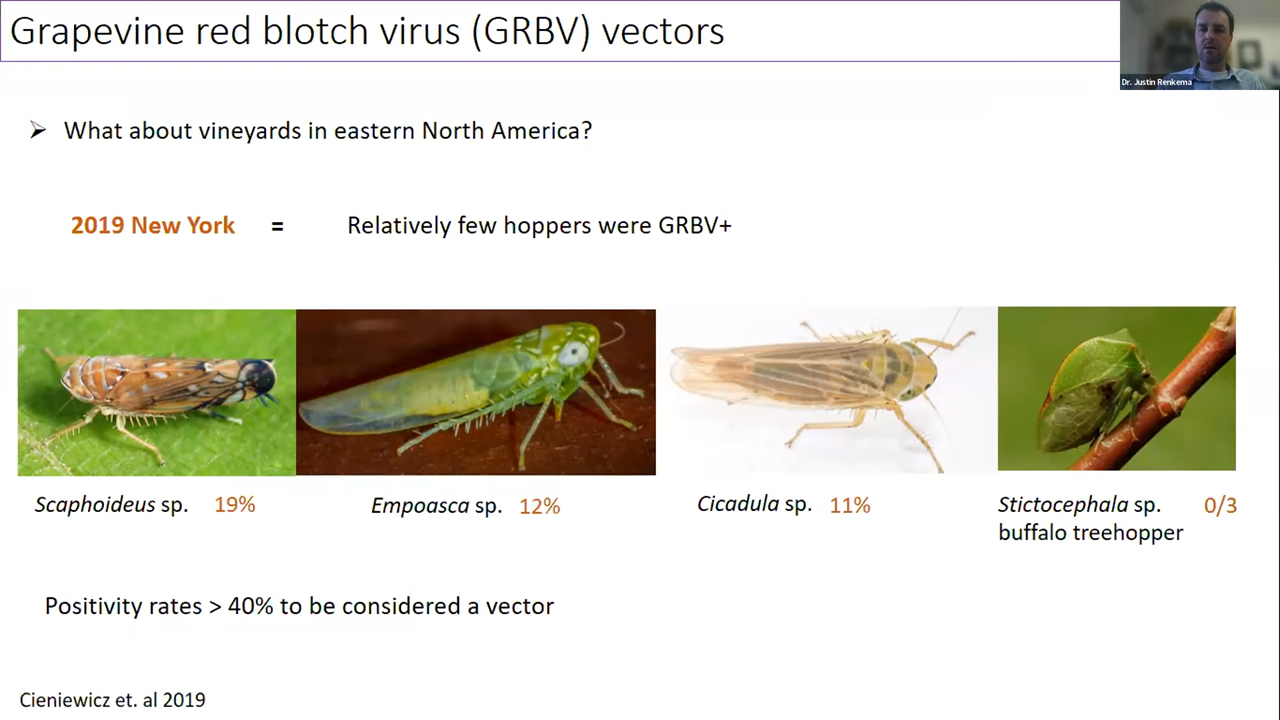 Grapevine red blotch virus (GRBV) vectors
Dr. Justin Renkema
➢ What about vineyards in eastern North America?
2019 New York = Relatively few hoppers were GRBV+
Scaphoideus sp. 19%
Empoasca sp. 12%
Cicadula sp. 11%
Stictocephala sp. 0/3
buffalo treehopper
Positivity rates > 40% to be considered a vector
Cieniewicz et. al 2019